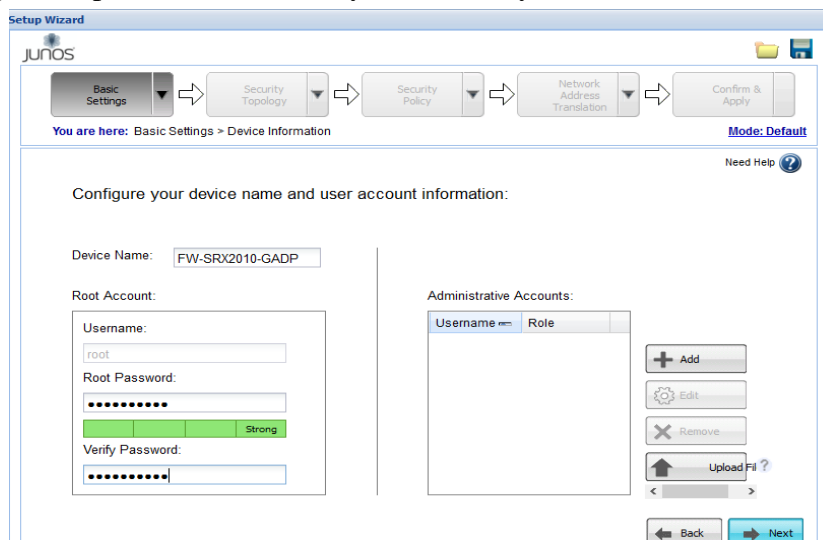 Setup Wizard
JUNOS
Basic Settings
Security Topology
Security Policy
Network Address Translation
Confirm & Apply
You are here: Basic Settings > Device Information
Mode: Default
Need Help ?
Configure your device name and user account information:
Device Name: FW-SRX2010-GADP
Root Account:
Username:
root
Root Password:
●●●●●●●●●●
Strong
Verify Password:
●●●●●●●●●●
Administrative Accounts:
Username Role
Add
Edit
Remove
Upload Fil ?
Back
Next